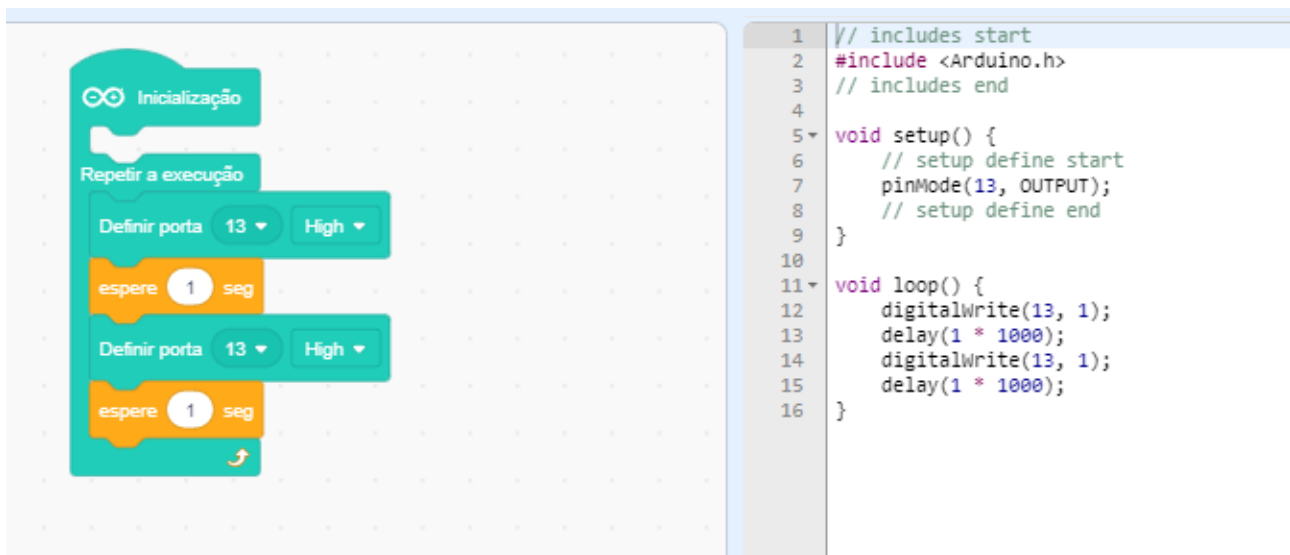 Inicialização
Repetir a execução
Definir porta 13 High
espere 1 seg
Definir porta 13 High
espere 1 seg
1 // includes start
2 #include <Arduino.h>
3 // includes end
4
5 void setup() {
6 // setup define start
7 pinMode(13, OUTPUT);
8 // setup define end
9 }
10
11 void loop() {
12 digitalWrite(13, 1);
13 delay(1 * 1000);
14 digitalWrite(13, 1);
15 delay(1 * 1000);
16 }